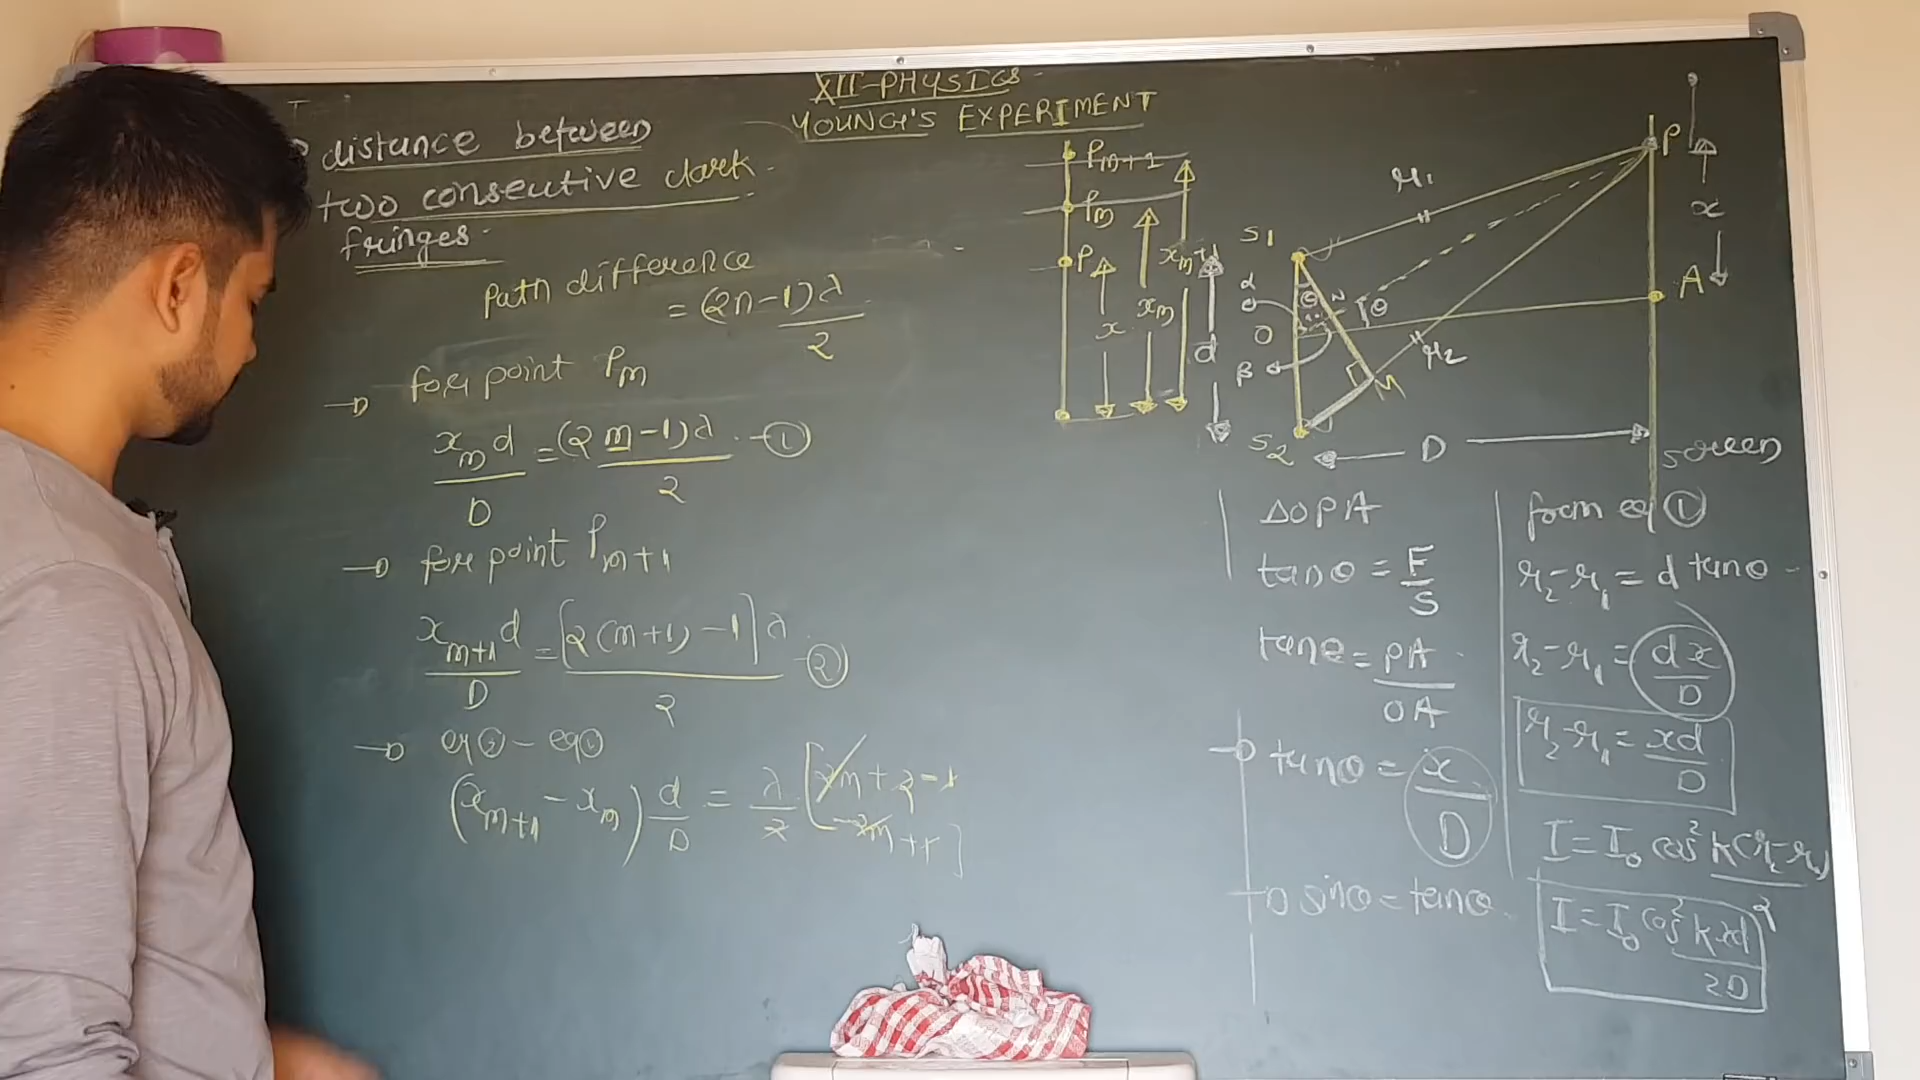 XII-PHYSICS
YOUNG'S EXPERIMENT
distance between
two conseutive dark
fringes
Path difference
= (2n-1)λ/2
→ for point Pm
xm d/D = (2m-1)λ/2 - ①
→ for point Pm+1
xm+1 d/D = [2(m+1)-1]λ/2 - ②
→ eq② - eq①
(xm+1 - xm) d/D = λ/2 [2m+2-1
-2m+1]
Pm+1
Pm
P
x
xm
xm+1
d
S1
α
θ
N
O
β
S2
M
r1
r2
θ
P
x
A
D
screen
ΔOPA
tanθ = F/S
tanθ = PA/OA
→ tanθ = x/D
→ sinθ = tanθ
from eq ①
r2-r1 = d tanθ
r2-r1 = dx/D
r2-r1 = xd/D
I = I0 cos² k(r2-r1)
2
I = I0 cos² kxd/2D